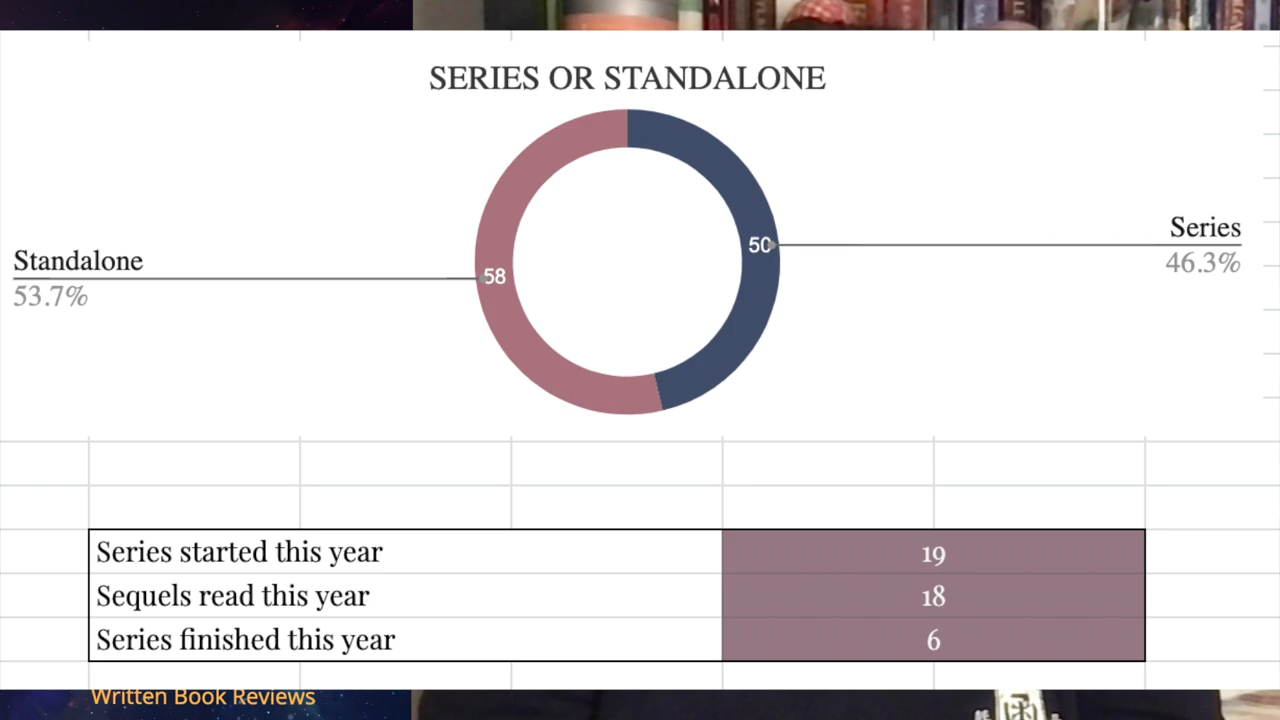 SERIES OR STANDALONE
Series
50
46.3%
Standalone
58
53.7%
Series started this year 19
Sequels read this year 18
Series finished this year 6
Written Book Reviews